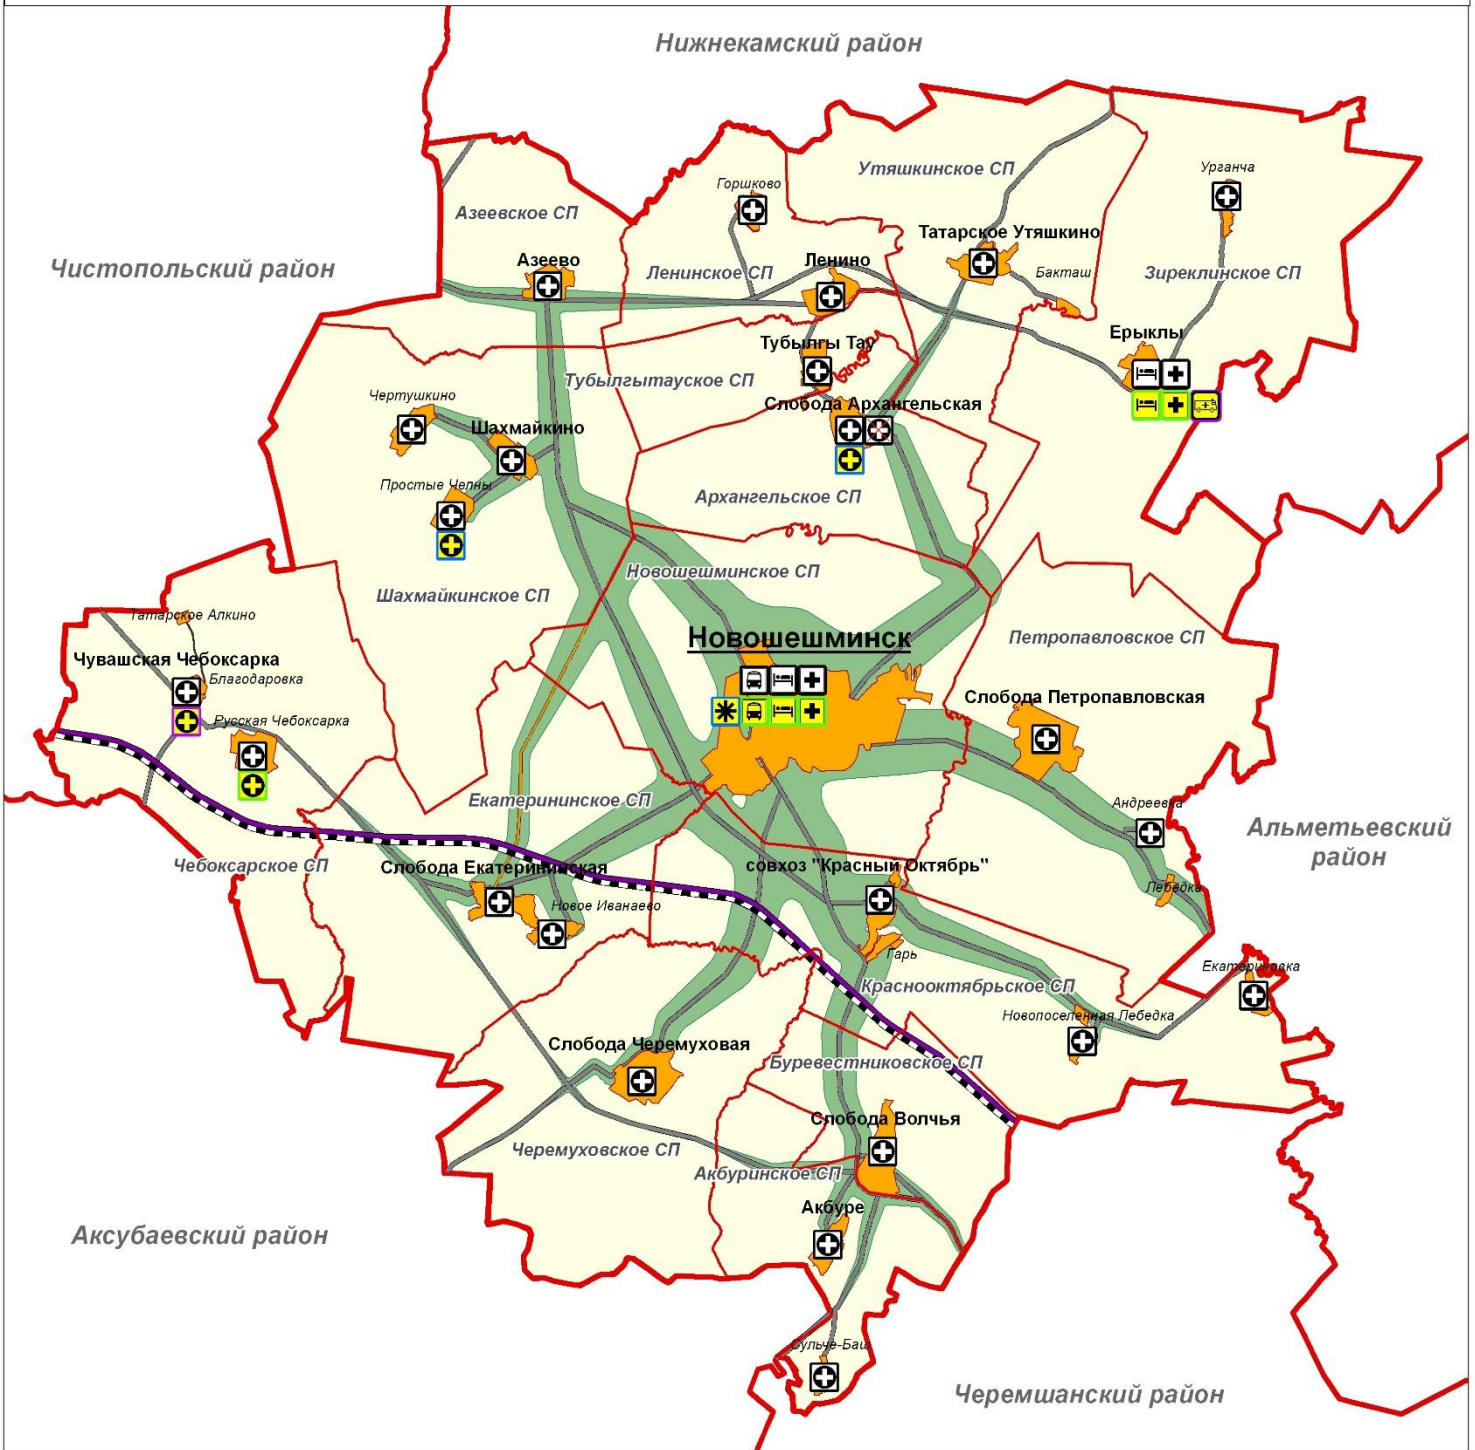 Нижнекамский район
Утяшкинское СП
Урганча
Горшково
Азеевское СП
Татарское Утяшкино
Чистопольский район
Азеево
Ленинское СП
Ленино
Бакташ
Зиреклинское СП
Ерыклы
Тубылгы Тау
Тубылгытауское СП
Чертушкино
Слобода Архангельская
Шахмайкино
Простые Челны
Архангельское СП
Новошешминское СП
Шахмайкинское СП
Татарское Алкино
Новошешминск
Петропавловское СП
Чувашская Чебоксарка
Благодаровка
Слобода Петропавловская
Русская Чебоксарка
Екатерининское СП
Андреевка
Альметьевский
район
Чебоксарское СП
Слобода Екатерининская
совхоз "Красный Октябрь"
Лебедка
Новое Иванаево
Гарь
Екатериновка
Краснооктябрьское СП
Новопоселенная Лебедка
Слобода Черемуховая
Буревестниковское СП
Слобода Волчья
Черемуховское СП
Акбуринское СП
Акбуре
Аксубаевский район
Сульче-Баш
Черемшанский район